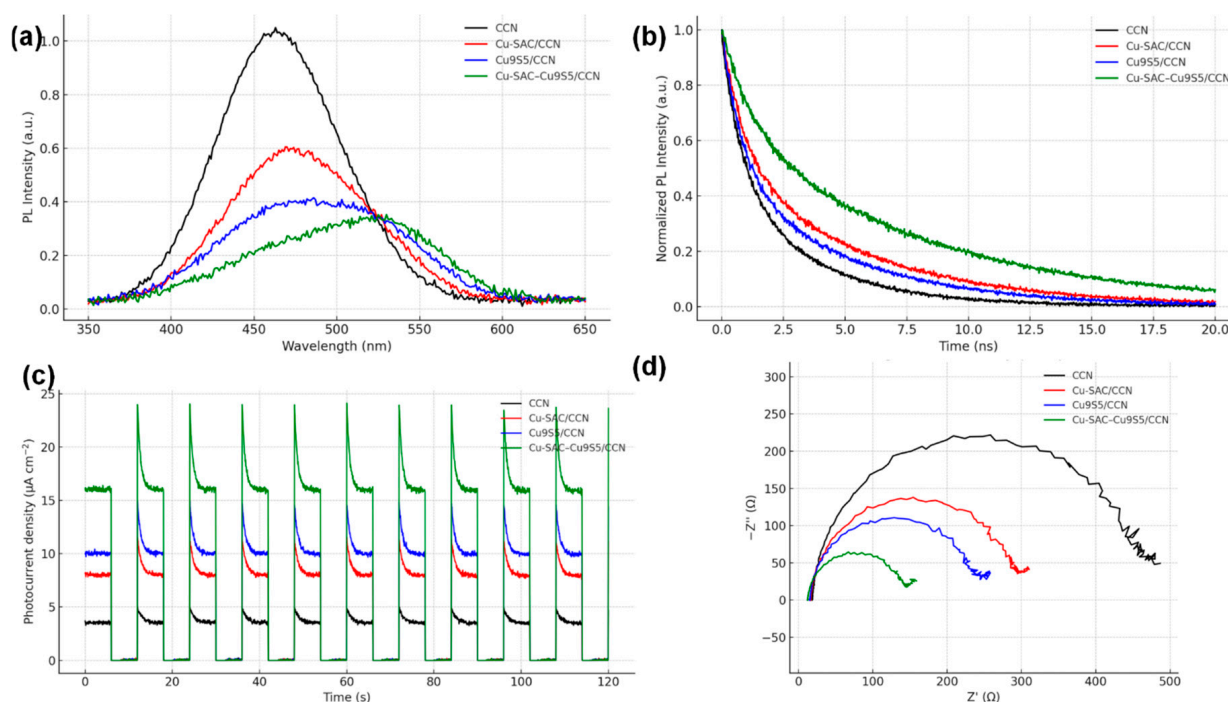 (a)
CCN
Cu-SAC/CCN
Cu9S5/CCN
Cu-SAC–Cu9S5/CCN
PL Intensity (a.u.)
1.0
0.8
0.6
0.4
0.2
0.0
350 400 450 500 550 600 650
Wavelength (nm)
(b)
CCN
Cu-SAC/CCN
Cu9S5/CCN
Cu-SAC–Cu9S5/CCN
Normalized PL Intensity (a.u.)
1.0
0.8
0.6
0.4
0.2
0.0
0.0 2.5 5.0 7.5 10.0 12.5 15.0 17.5 20.0
Time (ns)
(c)
CCN
Cu-SAC/CCN
Cu9S5/CCN
Cu-SAC–Cu9S5/CCN
Photocurrent density (μA cm⁻²)
25
20
15
10
5
0
0 20 40 60 80 100 120
Time (s)
(d)
CCN
Cu-SAC/CCN
Cu9S5/CCN
Cu-SAC–Cu9S5/CCN
−Z'' (Ω)
300
250
200
150
100
50
0
−50
0 100 200 300 400 500
Z' (Ω)